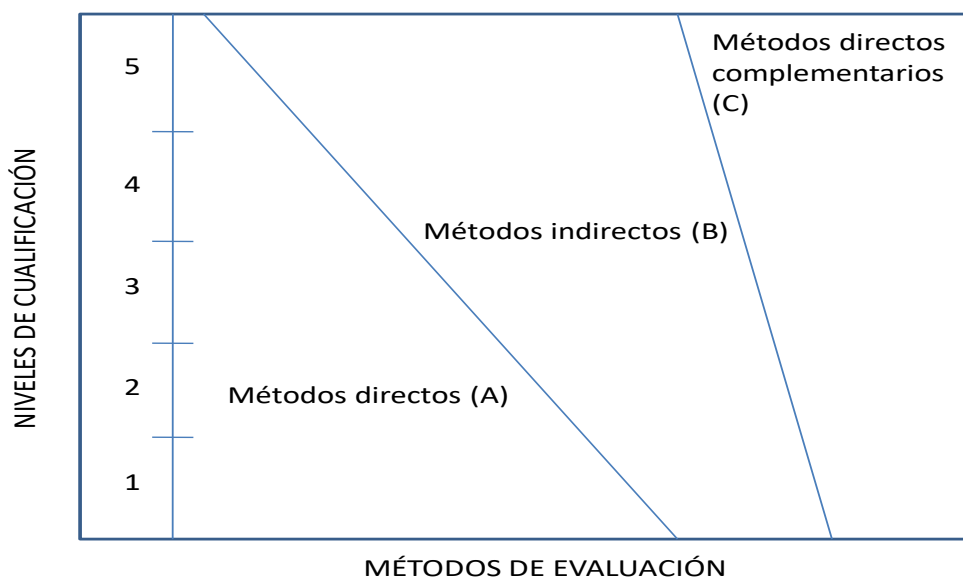 NIVELES DE CUALIFICACIÓN
5
4
3
2
1
Métodos directos
complementarios
(C)
Métodos indirectos (B)
Métodos directos (A)
MÉTODOS DE EVALUACIÓN